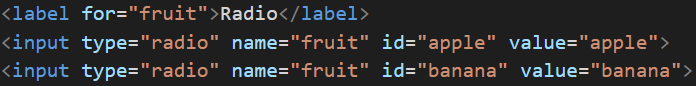 <label for="fruit">Radio</label>
<input type="radio" name="fruit" id="apple" value="apple">
<input type="radio" name="fruit" id="banana" value="banana">